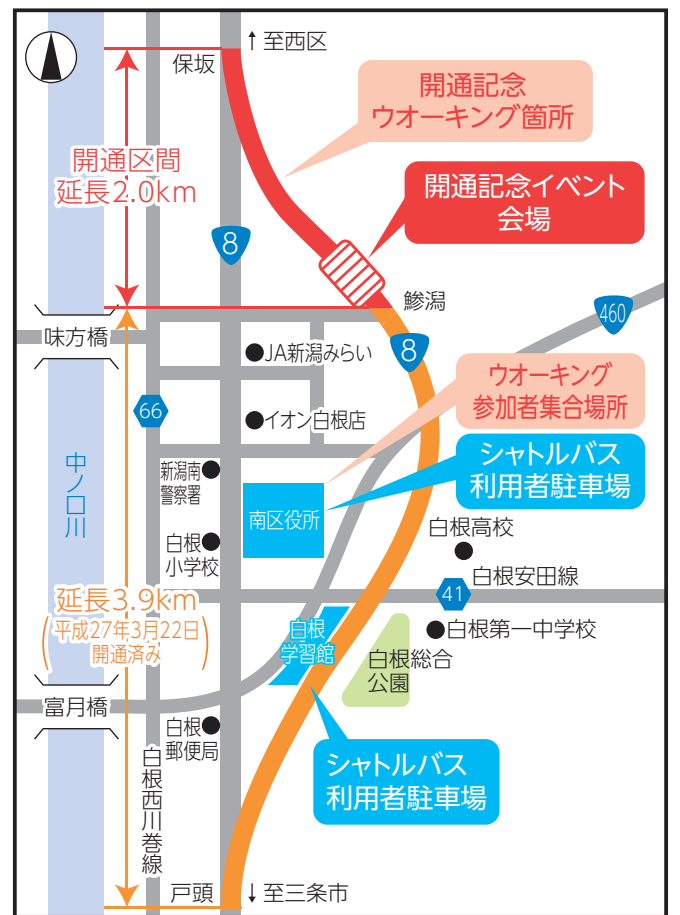 ↑至西区
保坂
開通記念
ウオーキング箇所
開通区間
延長2.0km
開通記念イベント
会場
8
鯵潟
460
味方橋
8
JA新潟みらい
ウオーキング
参加者集合場所
66
イオン白根店
シャトルバス
利用者駐車場
中ノ口川
新潟南
警察署
南区役所
白根高校
白根
小学校
白根安田線
41
延長3.9km
(平成27年3月22日
開通済み)
白根
学習館
白根第一中学校
白根総合
公園
富月橋
白根
郵便局
シャトルバス
利用者駐車場
白根西川巻線
戸頭
↓至三条市